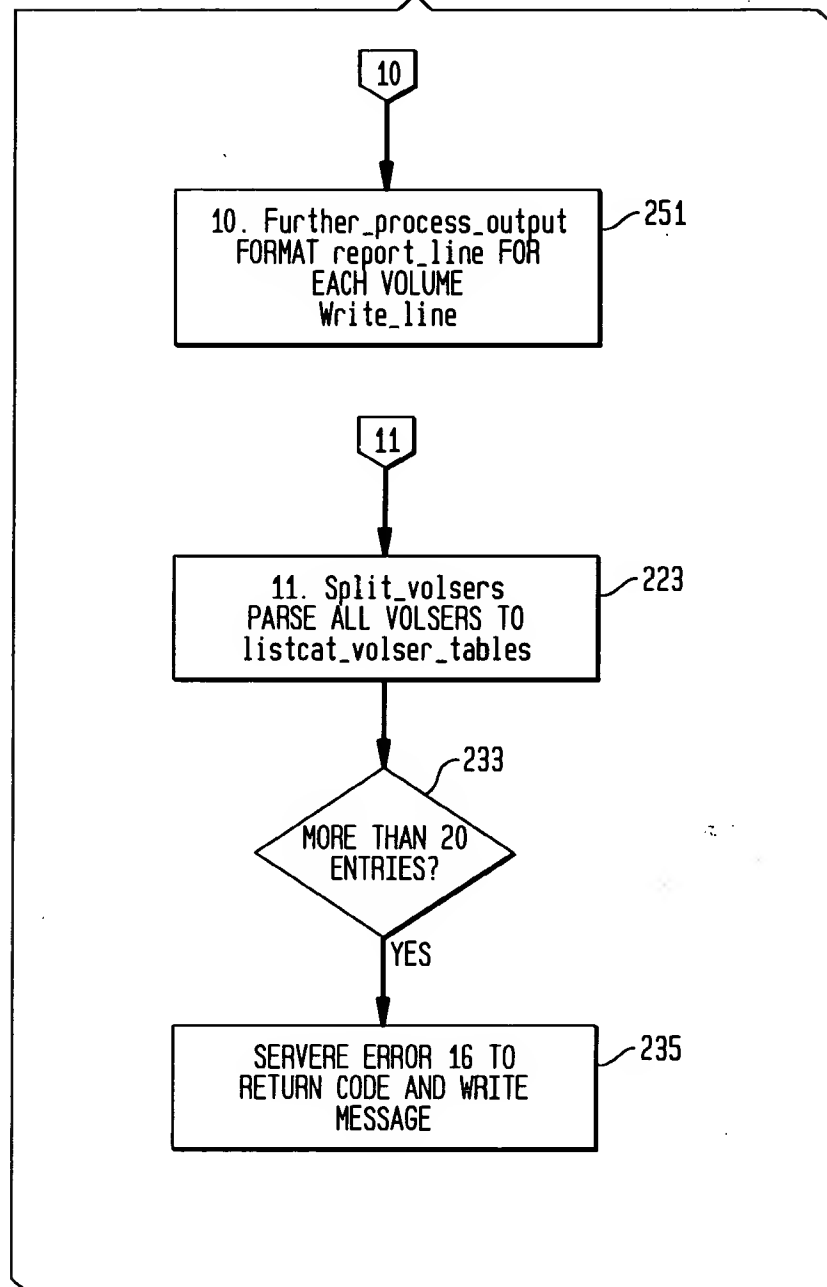 10
10. Further_process_output
FORMAT report_line FOR
EACH VOLUME
Write_line
251
11
11. Split_volsers
PARSE ALL VOLSERS TO
listcat_volser_tables
223
233
MORE THAN 20
ENTRIES?
YES
SERVERE ERROR 16 TO
RETURN CODE AND WRITE
MESSAGE
235